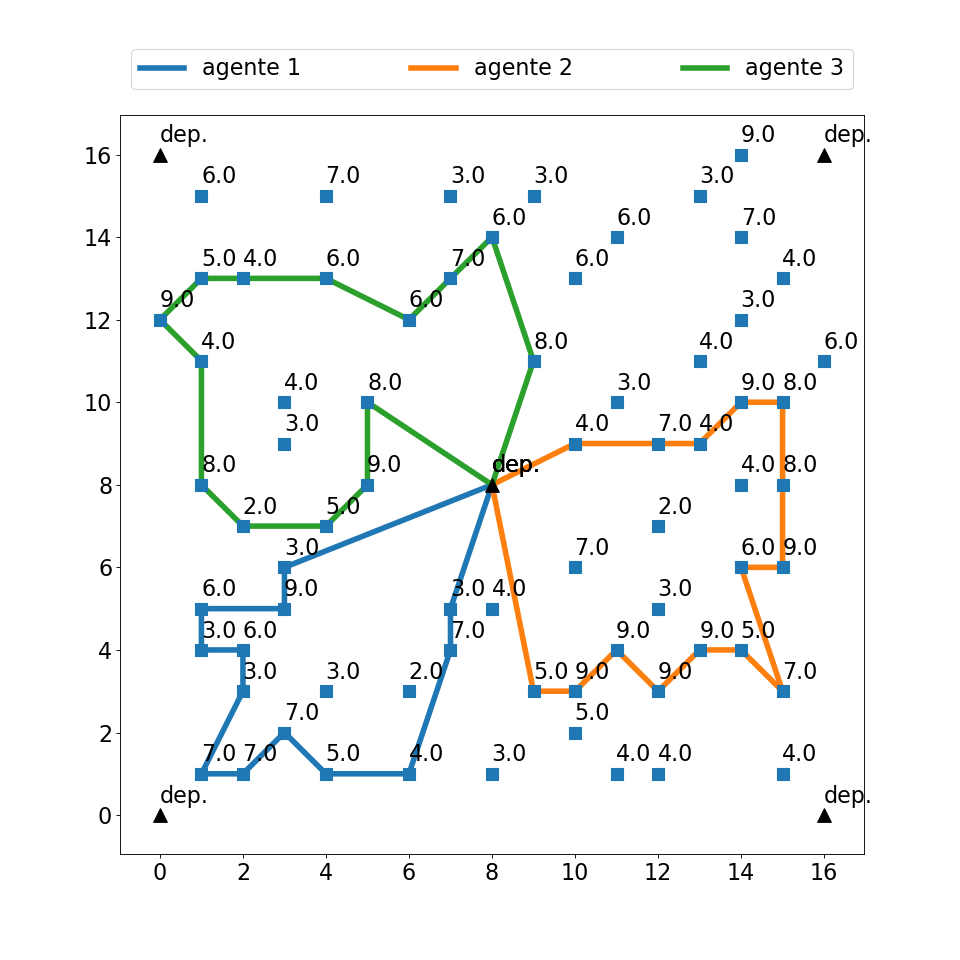 agente 1 agente 2 agente 3
9.0
dep. dep.
16
6.0 7.0 3.0 3.0 3.0
6.0 6.0 7.0
14
5.0 4.0 6.0 7.0 6.0 4.0
9.0 6.0 3.0
12
4.0 8.0 4.0 6.0
4.0 8.0 3.0 9.0 8.0
10
3.0 4.0 7.0 4.0
8.0 9.0 dep. 4.0 8.0
8
2.0 5.0 2.0
3.0 7.0 6.0 9.0
6
6.0 9.0 3.0 4.0 3.0
3.0 6.0 7.0 9.0 9.0 5.0
4
3.0 3.0 2.0 5.0 9.0 9.0 7.0
7.0 5.0
2
7.0 7.0 5.0 4.0 3.0 4.0 4.0 4.0
dep. dep.
0
0 2 4 6 8 10 12 14 16